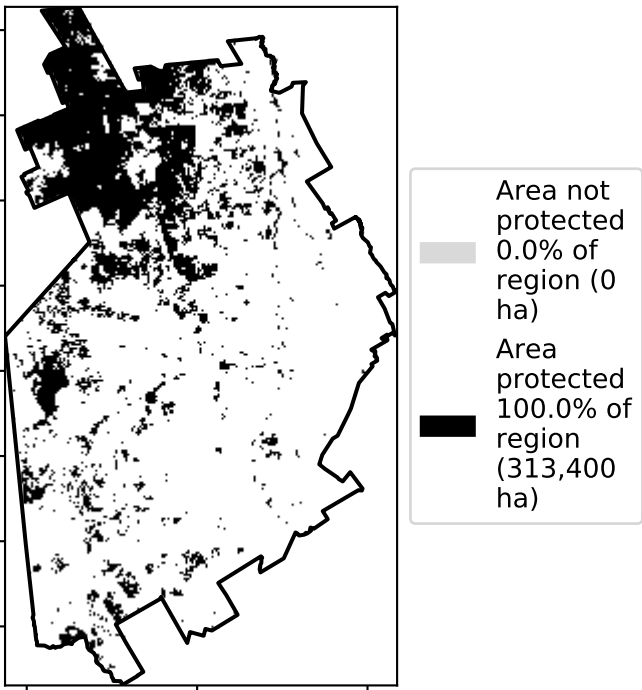 Area not
protected
0.0% of
region (0
ha)
Area
protected
100.0% of
region
(313,400
ha)